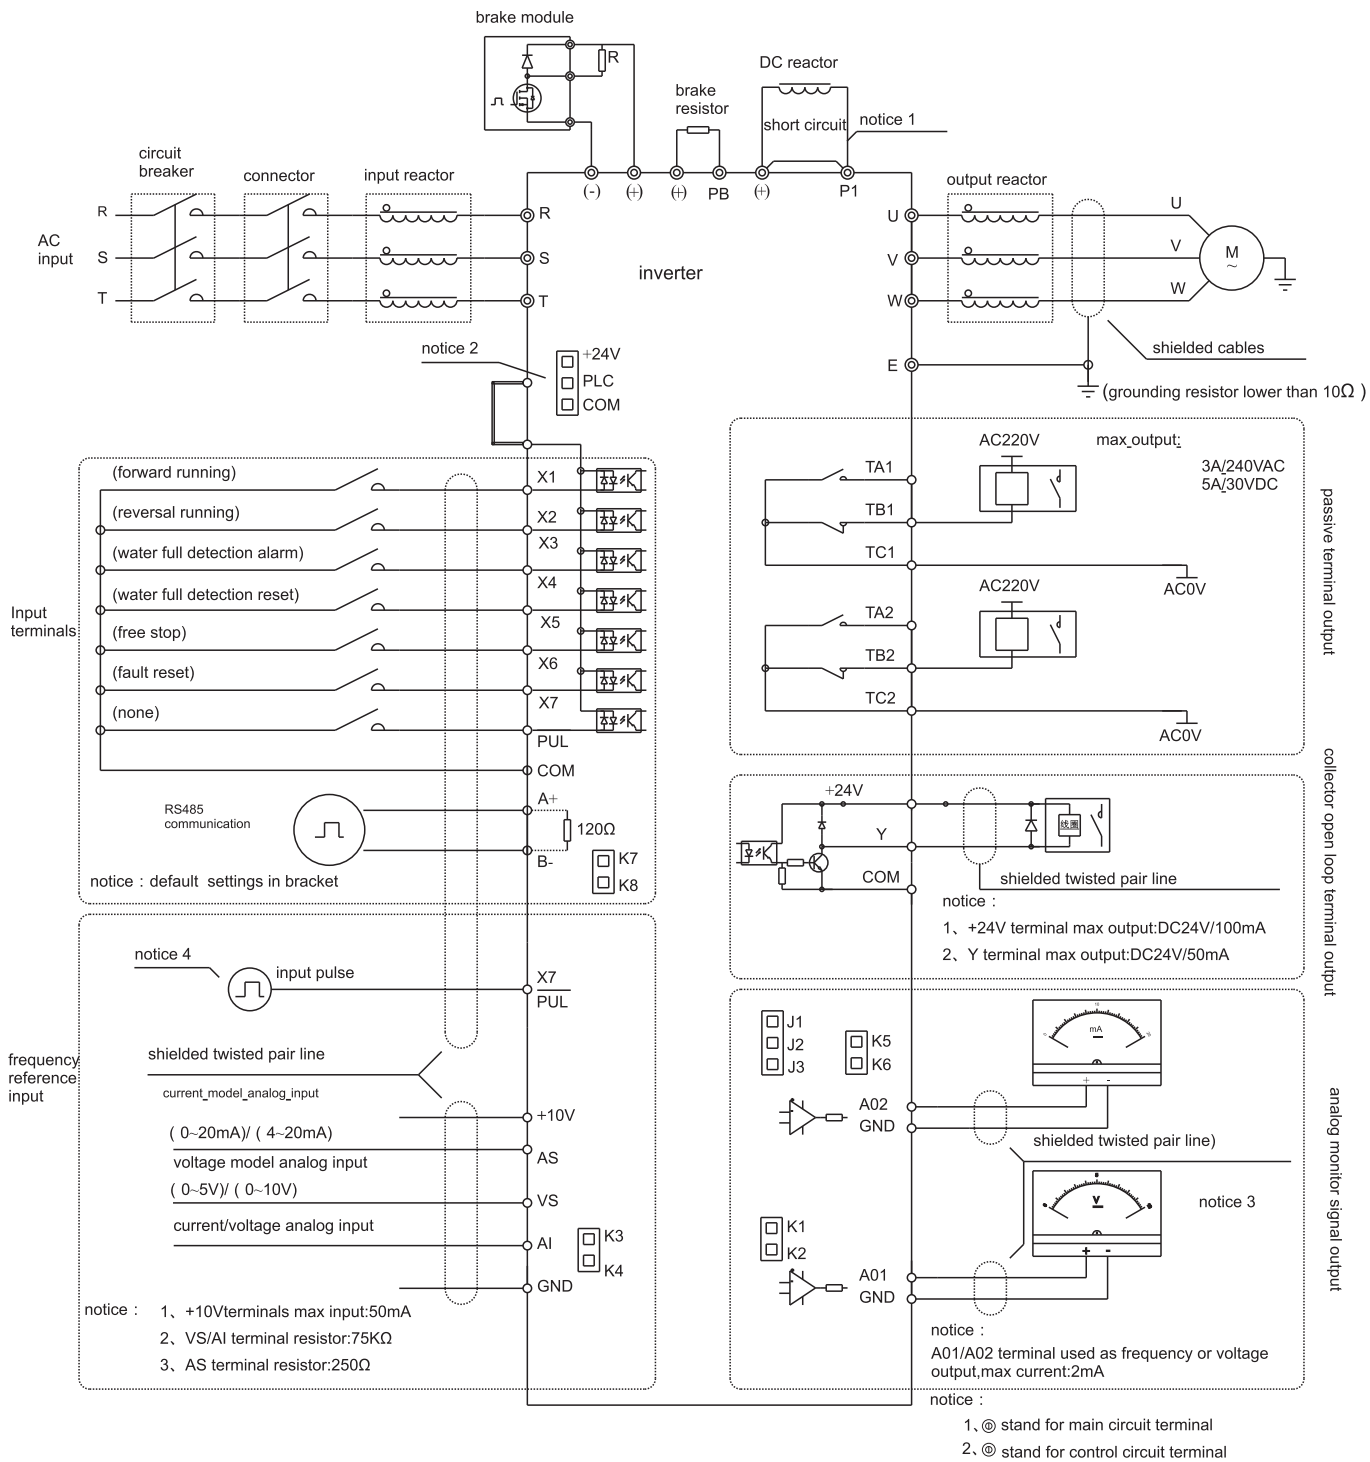 brake module
R
DC reactor
brake
resistor
short circuit
notice 1
circuit
breaker
connector
input reactor
(-)
(+)
(+)
PB
(+)
P1
output reactor
R
R
U
U
AC
input
S
S
inverter
V
V
M
~
T
T
W
W
notice 2
+24V
PLC
COM
shielded cables
E
(grounding resistor lower than 10Ω )
Input
terminals
(forward running)
X1
(reversal running)
X2
X3
(water full detection alarm)
X4
(water full detection reset)
X5
(free stop)
X6
(fault reset)
X7
(none)
PUL
COM
A+
RS485
communication
120Ω
B-
K7
K8
notice : default settings in bracket
AC220V
max_output:
3A/240VAC
5A/30VDC
TA1
TB1
TC1
AC0V
AC220V
TA2
TB2
TC2
AC0V
passive terminal output
+24V
Y
线圈
COM
shielded twisted pair line
notice :
1、+24V terminal max output:DC24V/100mA
2、Y terminal max output:DC24V/50mA
collector open loop terminal output
notice 4
input pulse
X7
PUL
frequency
reference
input
shielded twisted pair line
current_model_analog_input
+10V
( 0~20mA)/ ( 4~20mA)
AS
voltage model analog input
( 0~5V)/ ( 0~10V)
VS
current/voltage analog input
AI
K3
K4
GND
notice :
1、+10Vterminals max input:50mA
2、VS/AI terminal resistor:75KΩ
3、AS terminal resistor:250Ω
J1
J2
J3
K5
K6
mA
+ -
A02
GND
shielded twisted pair line)
V
notice 3
+ -
K1
K2
A01
GND
notice :
A01/A02 terminal used as frequency or voltage
output,max current:2mA
analog monitor signal output
notice :
1、 stand for main circuit terminal
2、 stand for control circuit terminal